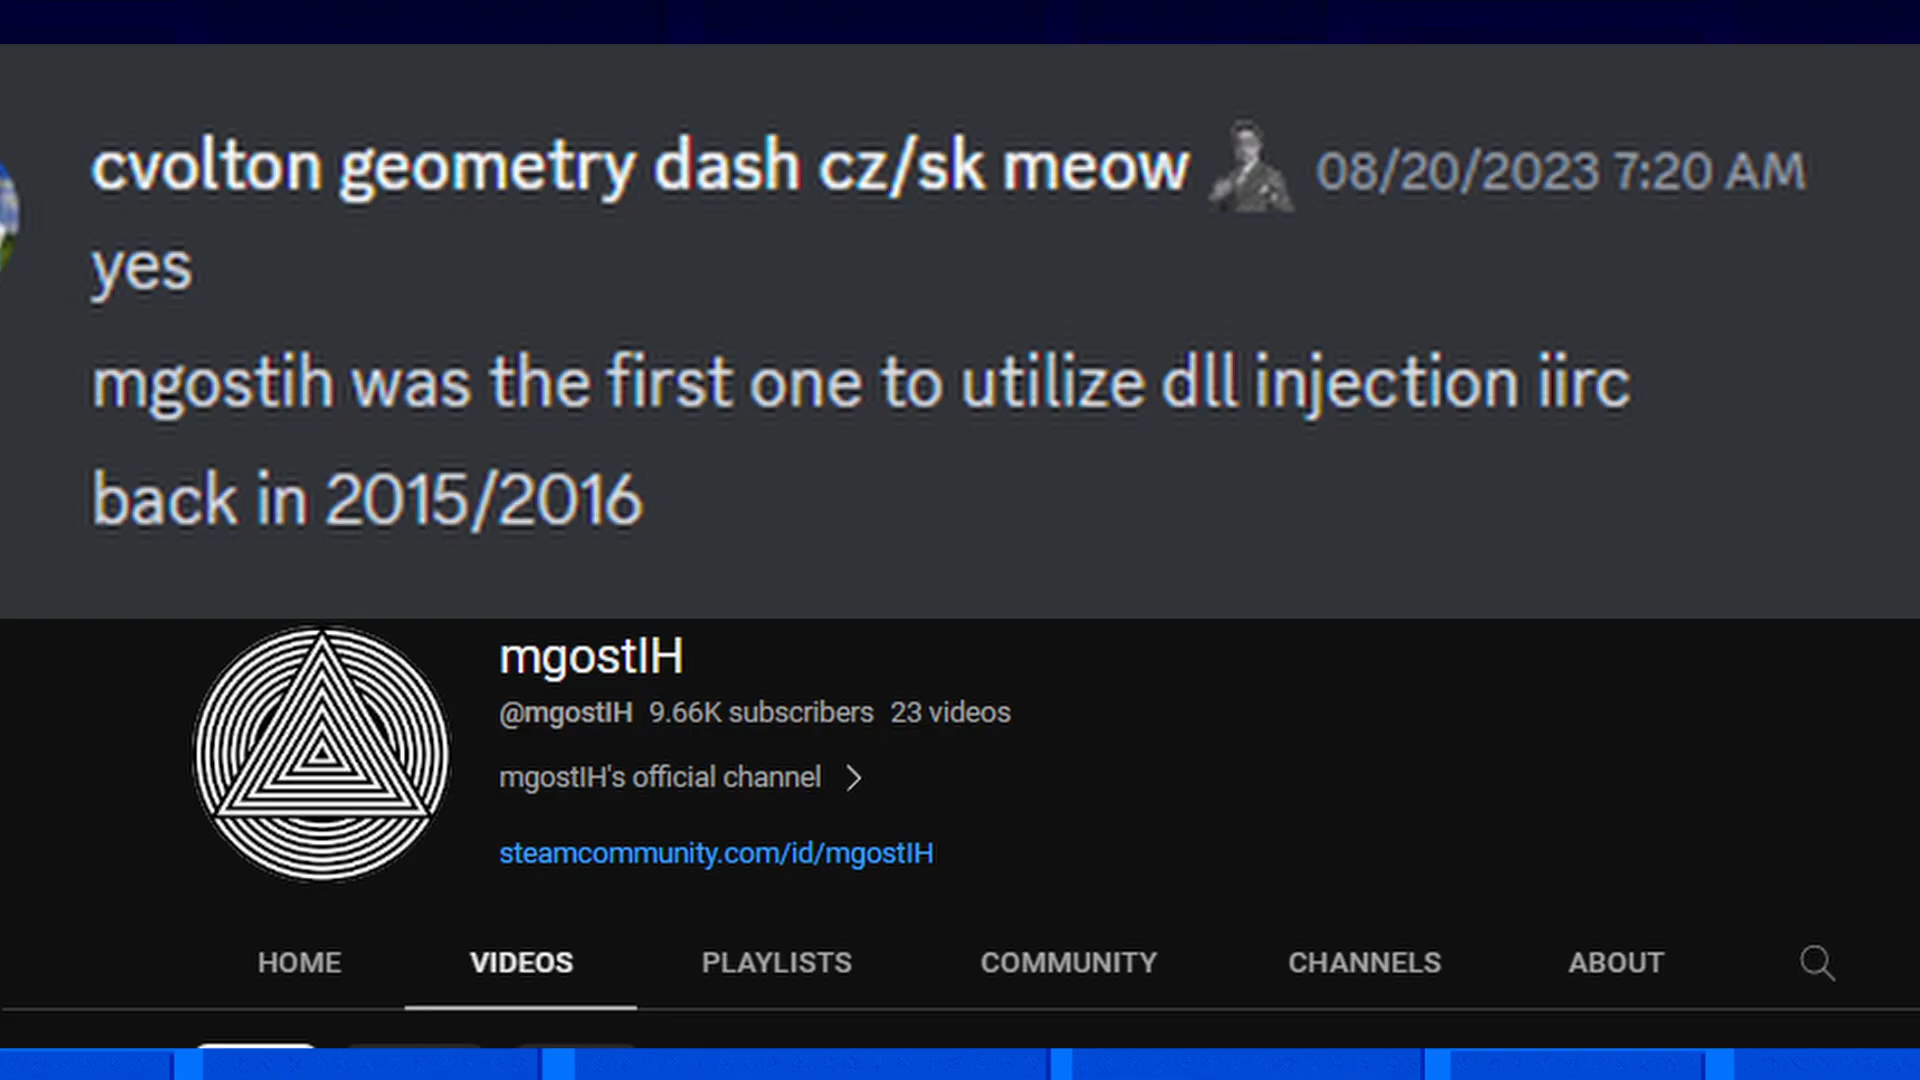 cvolton geometry dash cz/sk meow 08/20/2023 7:20 AM
yes
mgostih was the first one to utilize dll injection iirc
back in 2015/2016
mgostIH
@mgostIH 9.66K subscribers 23 videos
mgostIH's official channel
steamcommunity.com/id/mgostIH
HOME VIDEOS PLAYLISTS COMMUNITY CHANNELS ABOUT